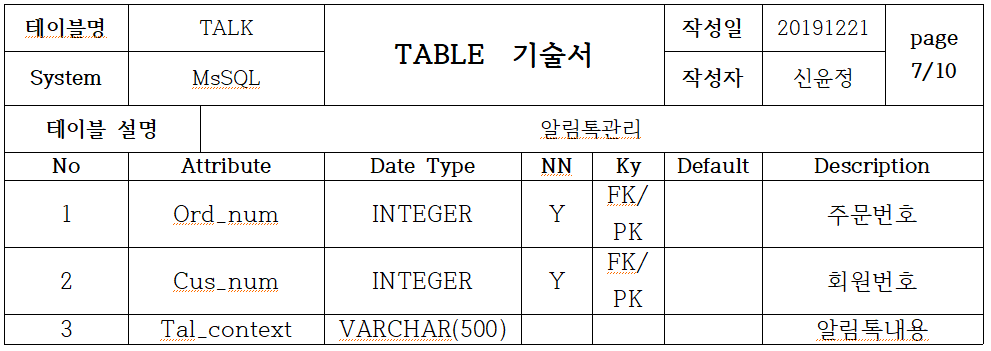 테이블명 TALK TABLE 기술서 작성일 20191221 page 7/10
System MsSQL 작성자 신윤정
테이블 설명 알림톡관리
No Attribute Date Type NN Ky Default Description
1 Ord_num INTEGER Y FK/PK 주문번호
2 Cus_num INTEGER Y FK/PK 회원번호
3 Tal_context VARCHAR(500) 알림톡내용